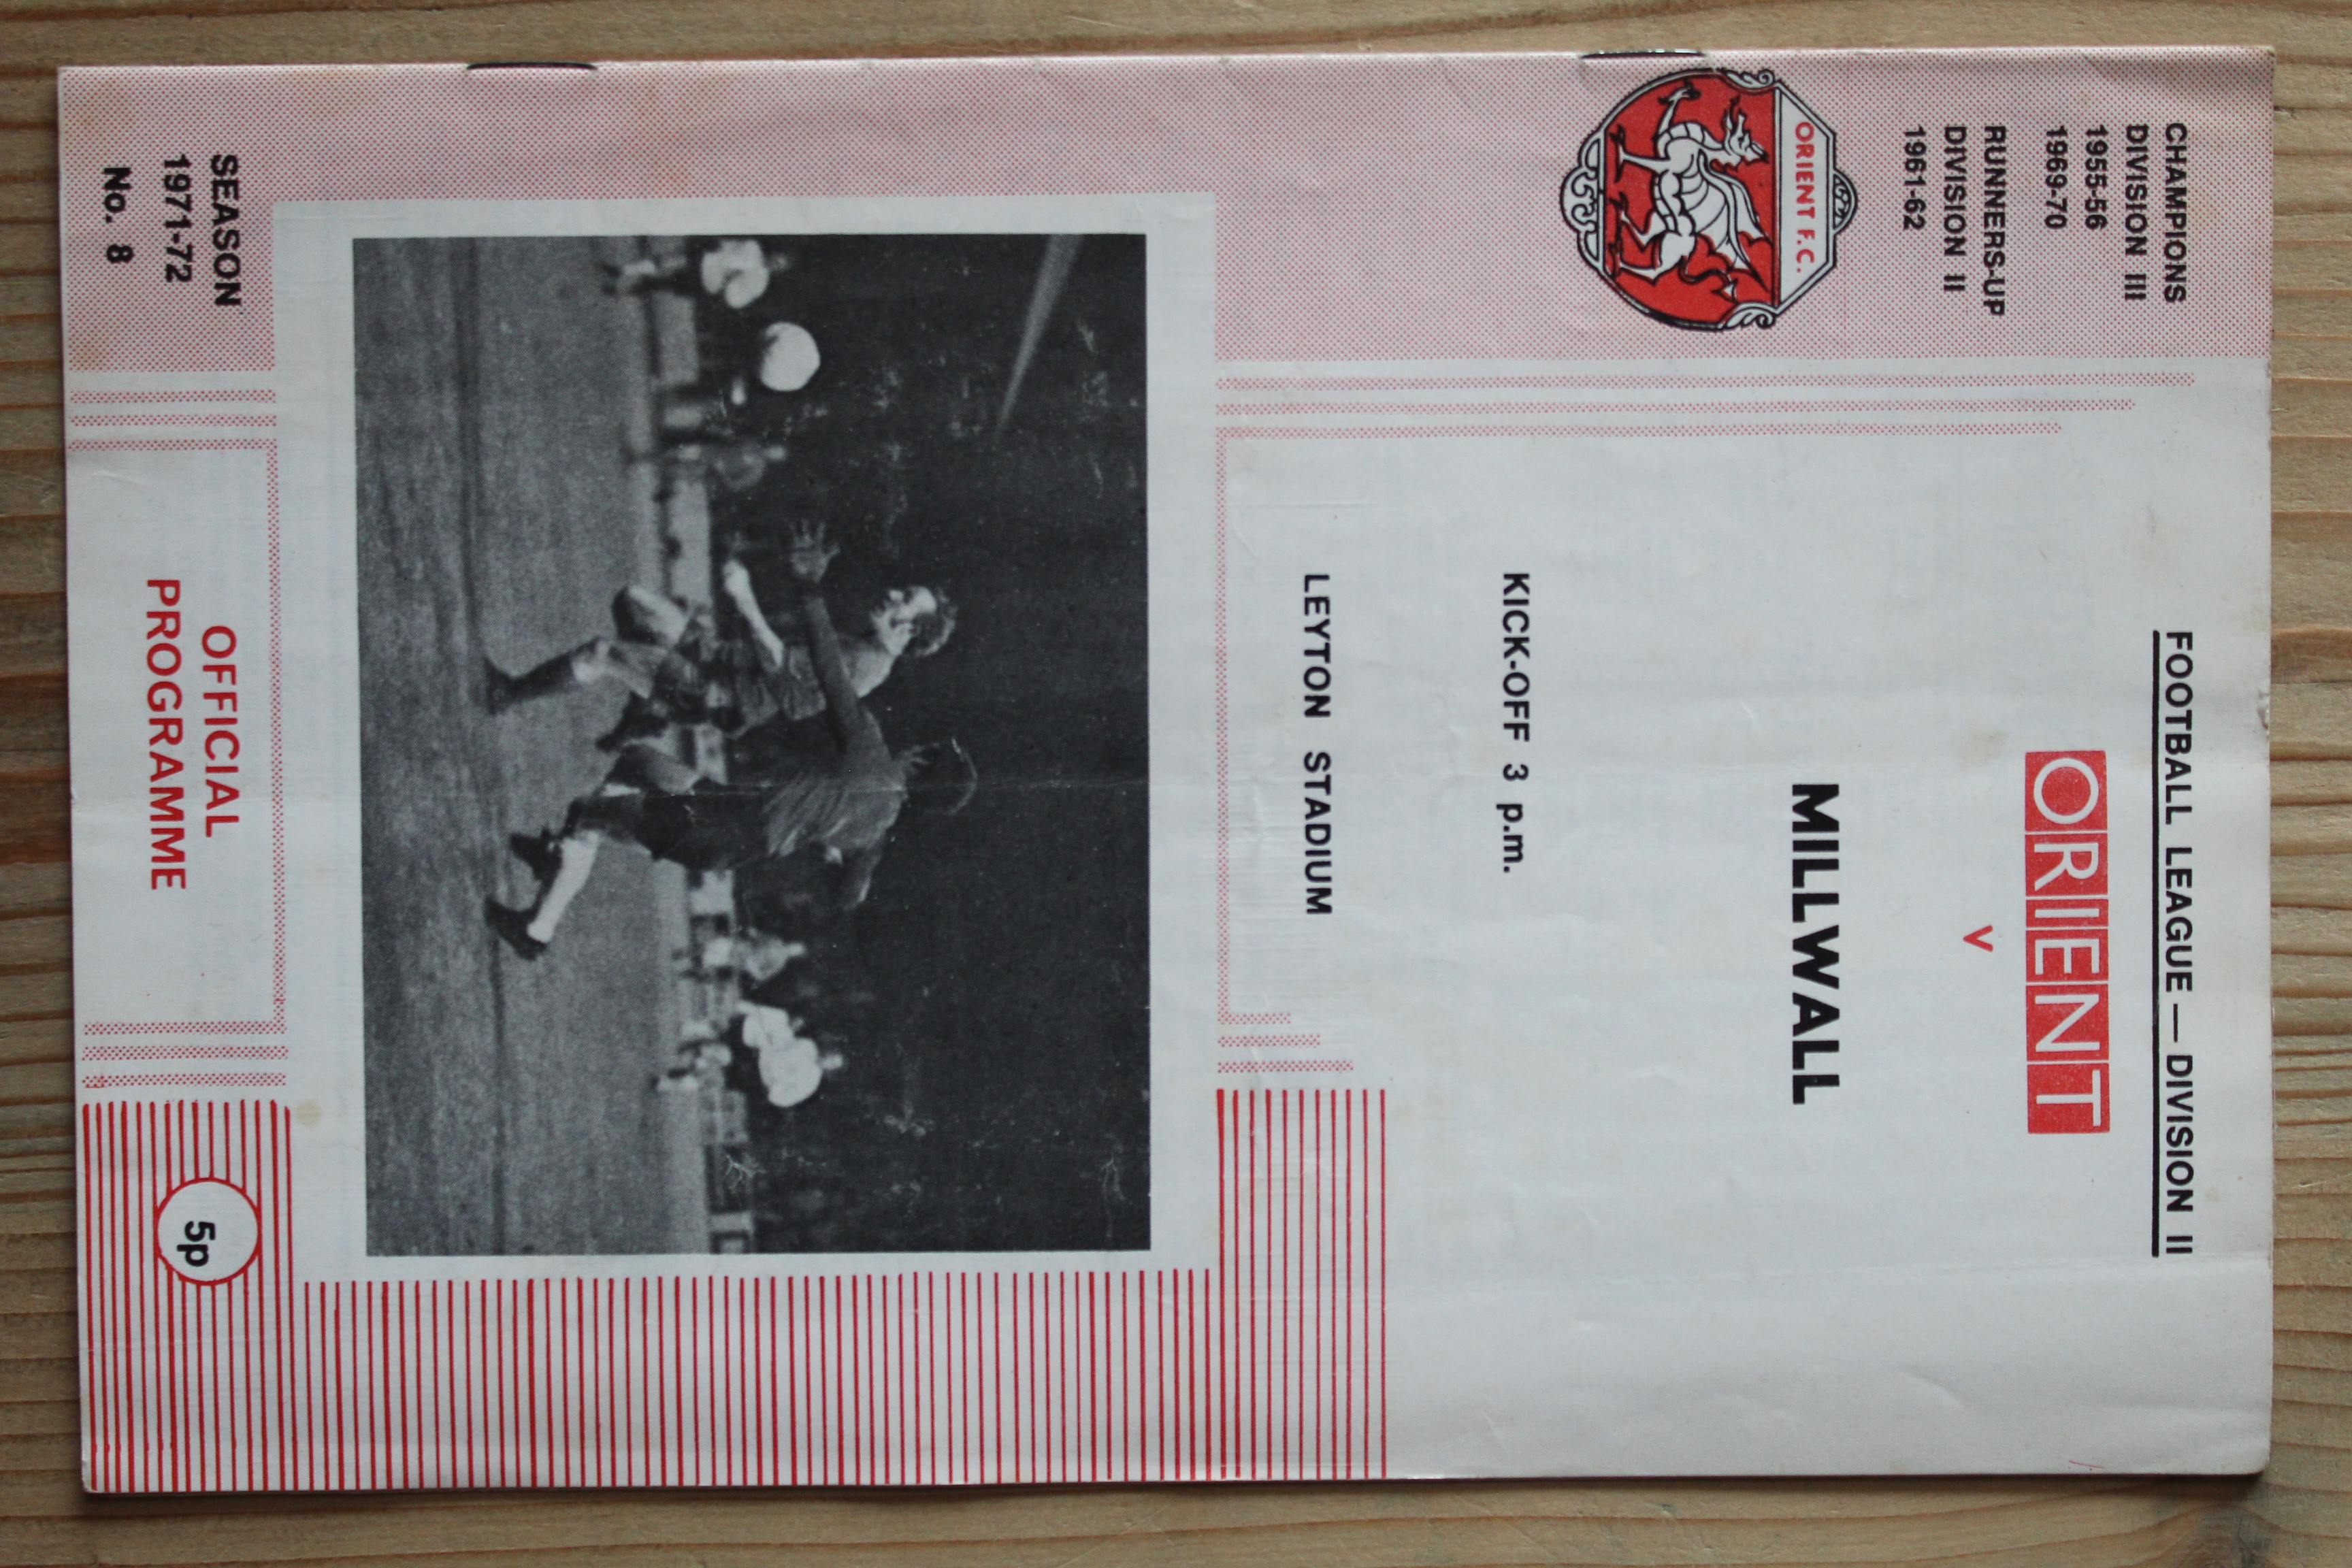 CHAMPIONS
DIVISION III
1955-56
1969-70
RUNNERS-UP
DIVISION II
1961-62
ORIENT F.C.
FOOTBALL LEAGUE — DIVISION II
ORIENT
v
MILLWALL
KICK-OFF 3 p.m.
LEYTON STADIUM
SEASON
1971-72
No. 8
OFFICIAL
PROGRAMME
5p